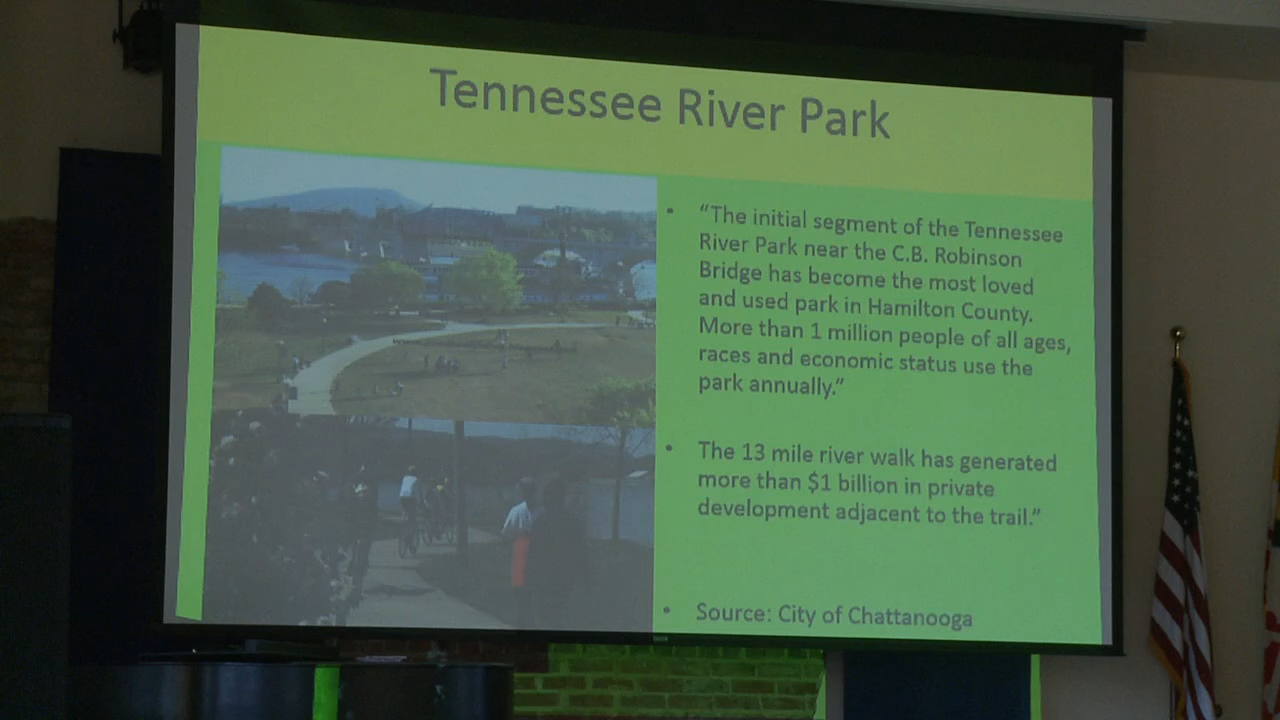 Tennessee River Park
• “The initial segment of the Tennessee
River Park near the C.B. Robinson
Bridge has become the most loved
and used park in Hamilton County.
More than 1 million people of all ages,
races and economic status use the
park annually.”
• The 13 mile river walk has generated
more than $1 billion in private
development adjacent to the trail.”
• Source: City of Chattanooga